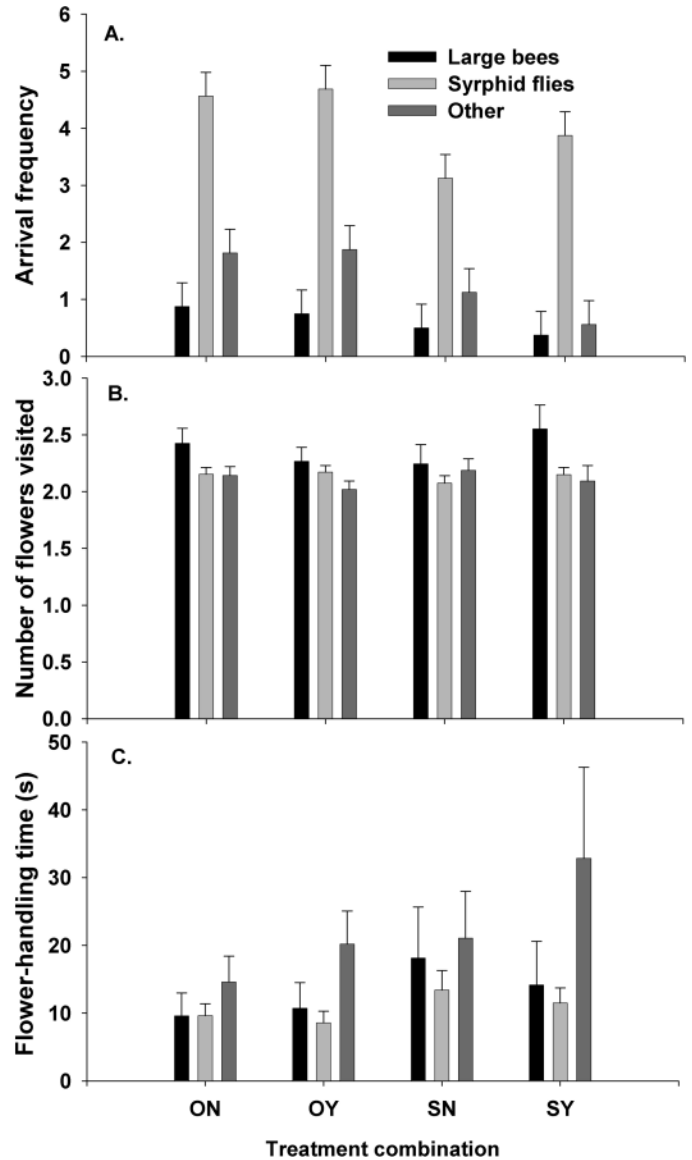 A.
Large bees
Syrphid flies
Other
Arrival frequency
6
5
4
3
2
1
0
B.
Number of flowers visited
3.0
2.5
2.0
1.5
1.0
0.5
0.0
C.
Flower-handling time (s)
50
40
30
20
10
0
ON OY SN SY
Treatment combination